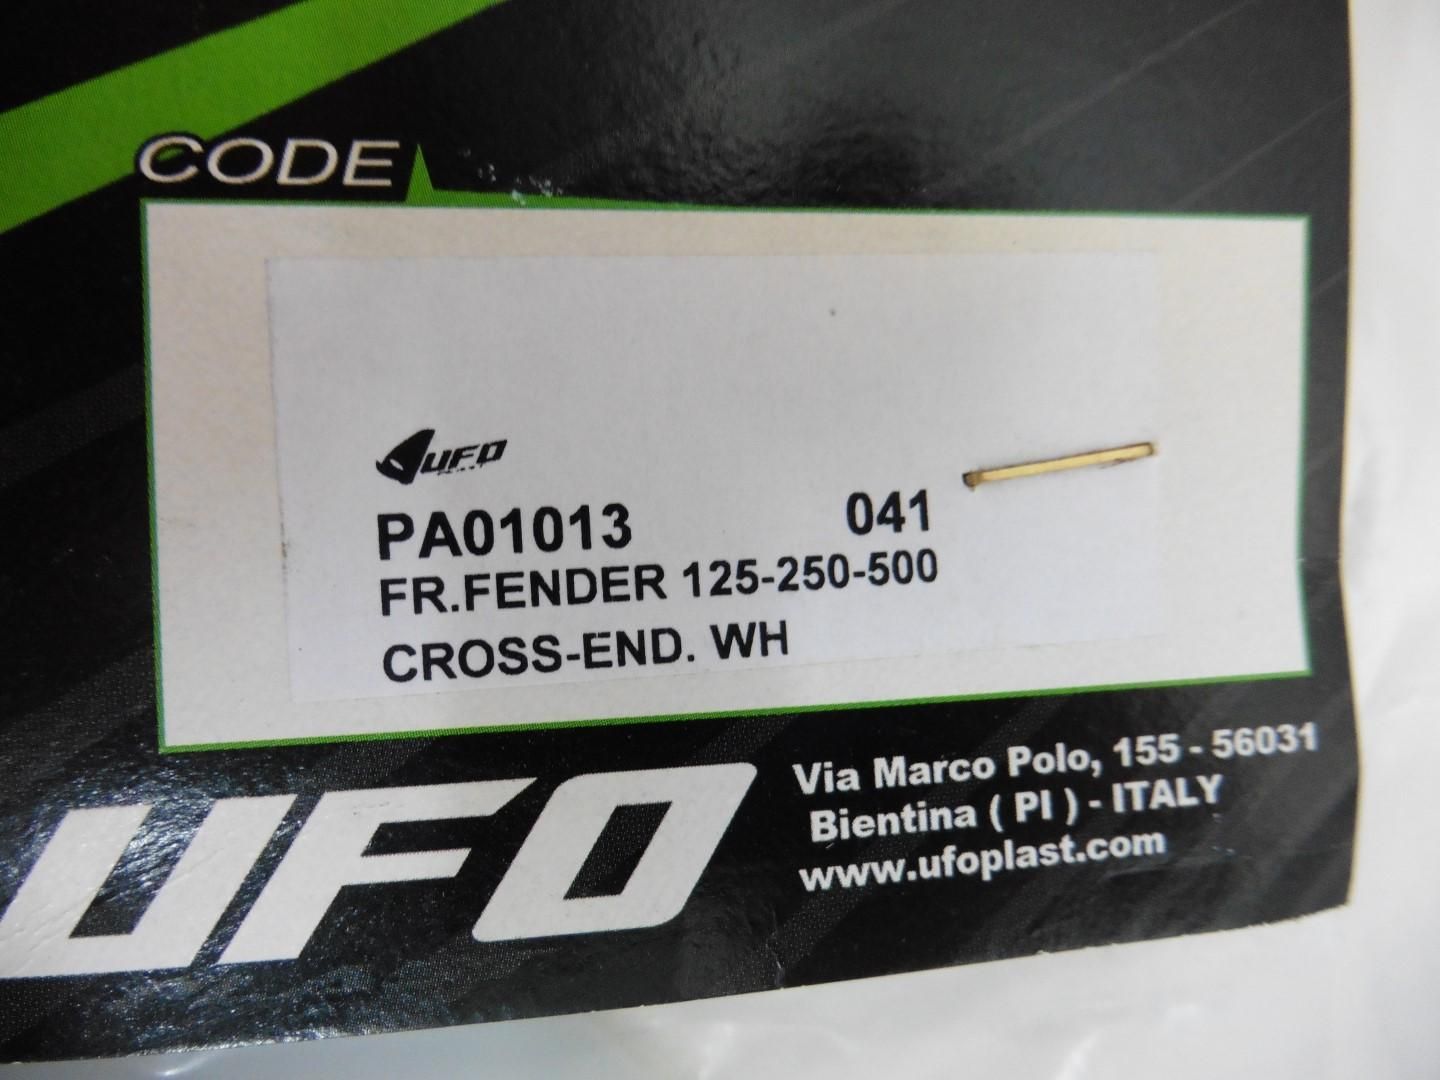 CODE
UFO
PA01013 041
FR.FENDER 125-250-500
CROSS-END. WH
UFO
Via Marco Polo, 155 - 56031
Bientina ( PI ) - ITALY
www.ufoplast.com